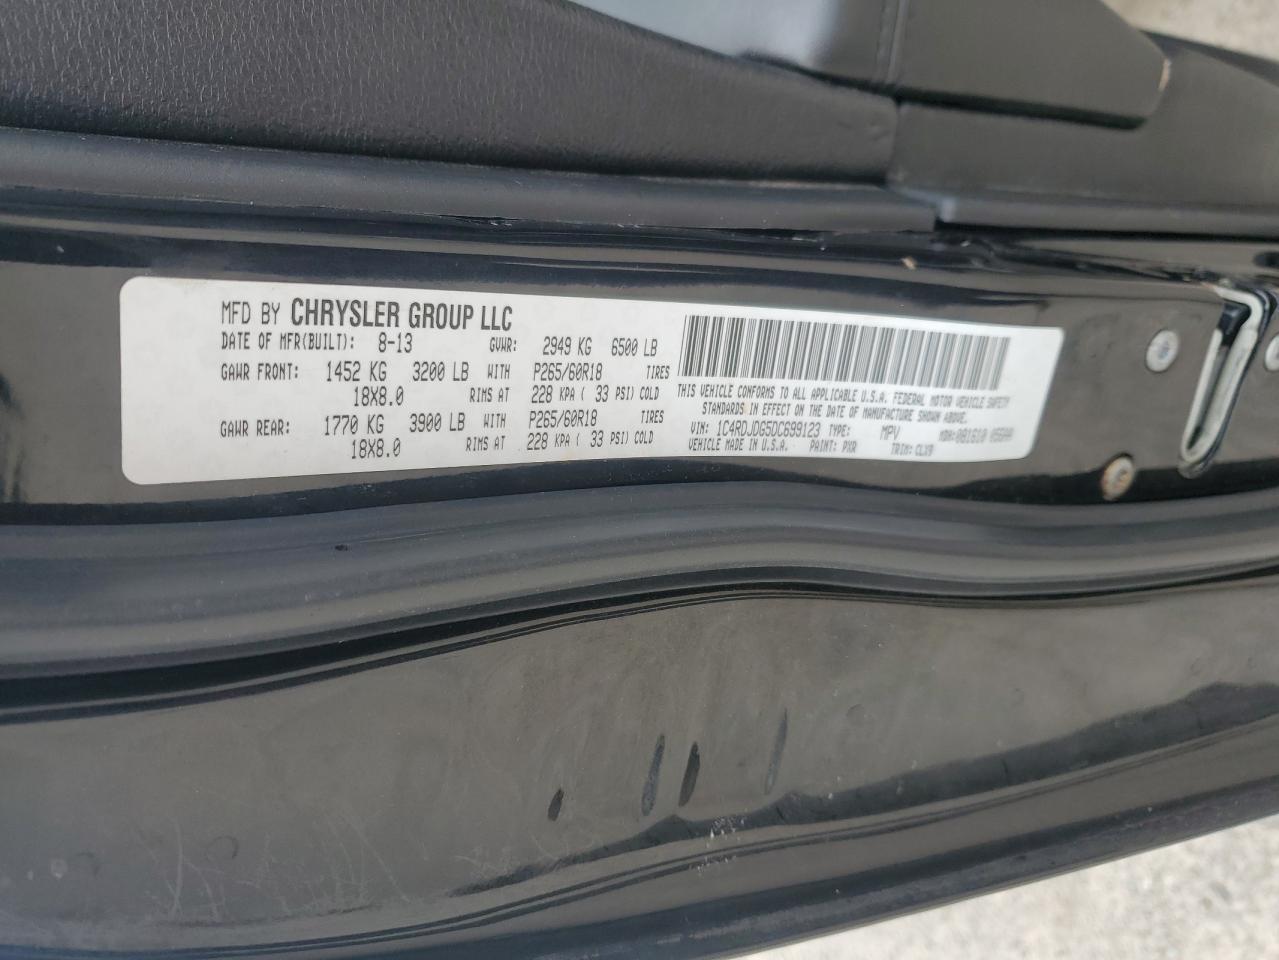 MFD BY CHRYSLER GROUP LLC
DATE OF MFR(BUILT): 8-13 GVWR: 2949 KG 6500 LB
GAWR FRONT: 1452 KG 3200 LB WITH P265/60R18 TIRES
18X8.0 RIMS AT 228 KPA ( 33 PSI) COLD
GAWR REAR: 1770 KG 3900 LB WITH P265/60R18 TIRES
18X8.0 RIMS AT 228 KPA ( 33 PSI) COLD
THIS VEHICLE CONFORMS TO ALL APPLICABLE U.S.A. FEDERAL MOTOR VEHICLE SAFETY
STANDARDS IN EFFECT ON THE DATE OF MANUFACTURE SHOWN ABOVE.
VIN: 1C4RDJDG5DC699123 TYPE: MPV MDH: 081610
VEHICLE MADE IN U.S.A. PAINT: PXR TRIM: CLX9